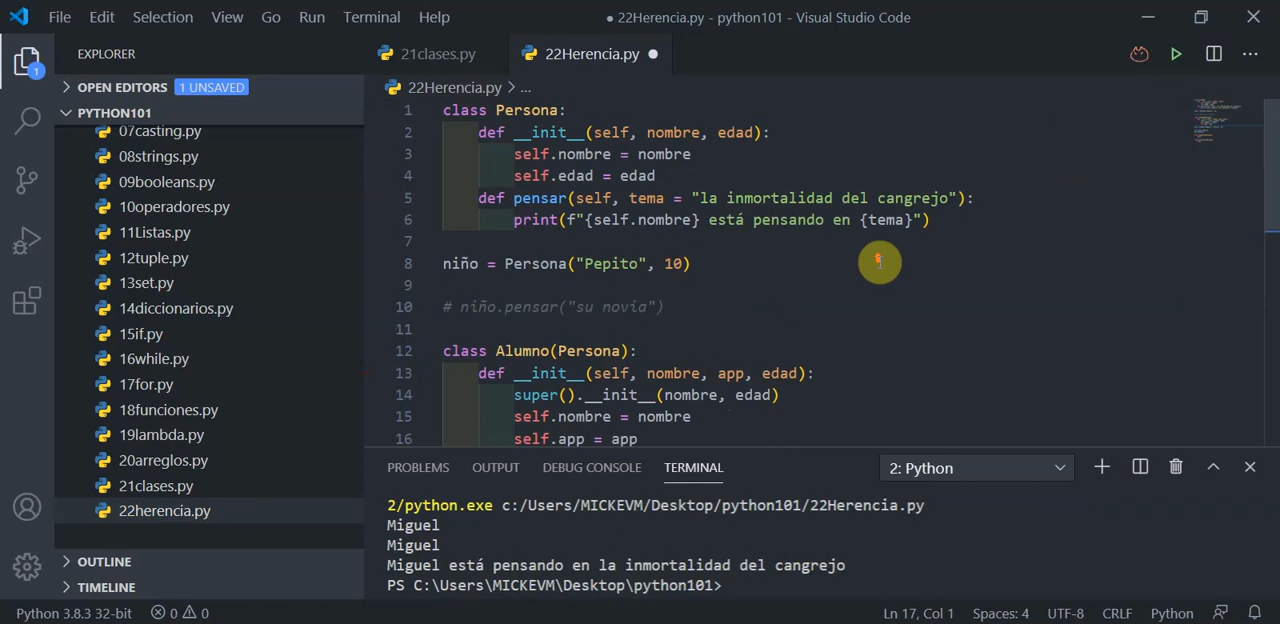 File Edit Selection View Go Run Terminal Help
● 22Herencia.py - python101 - Visual Studio Code
EXPLORER
OPEN EDITORS 1 UNSAVED
PYTHON101
07casting.py
08strings.py
09booleans.py
10operadores.py
11Listas.py
12tuple.py
13set.py
14diccionarios.py
15if.py
16while.py
17for.py
18funciones.py
19lambda.py
20arreglos.py
21clases.py
22herencia.py
OUTLINE
TIMELINE
1
21clases.py 22Herencia.py
22Herencia.py > ...
1 class Persona:
2 def __init__(self, nombre, edad):
3 self.nombre = nombre
4 self.edad = edad
5 def pensar(self, tema = "la inmortalidad del cangrejo"):
6 print(f"{self.nombre} está pensando en {tema}")
7
8 niño = Persona("Pepito", 10)
9
10 # niño.pensar("su novia")
11
12 class Alumno(Persona):
13 def __init__(self, nombre, app, edad):
14 super().__init__(nombre, edad)
15 self.nombre = nombre
16 self.app = app
PROBLEMS OUTPUT DEBUG CONSOLE TERMINAL 2: Python
2/python.exe c:/Users/MICKEVM/Desktop/python101/22Herencia.py
Miguel
Miguel
Miguel está pensando en la inmortalidad del cangrejo
PS C:\Users\MICKEVM\Desktop\python101>
Python 3.8.3 32-bit 0 0 Ln 17, Col 1 Spaces: 4 UTF-8 CRLF Python